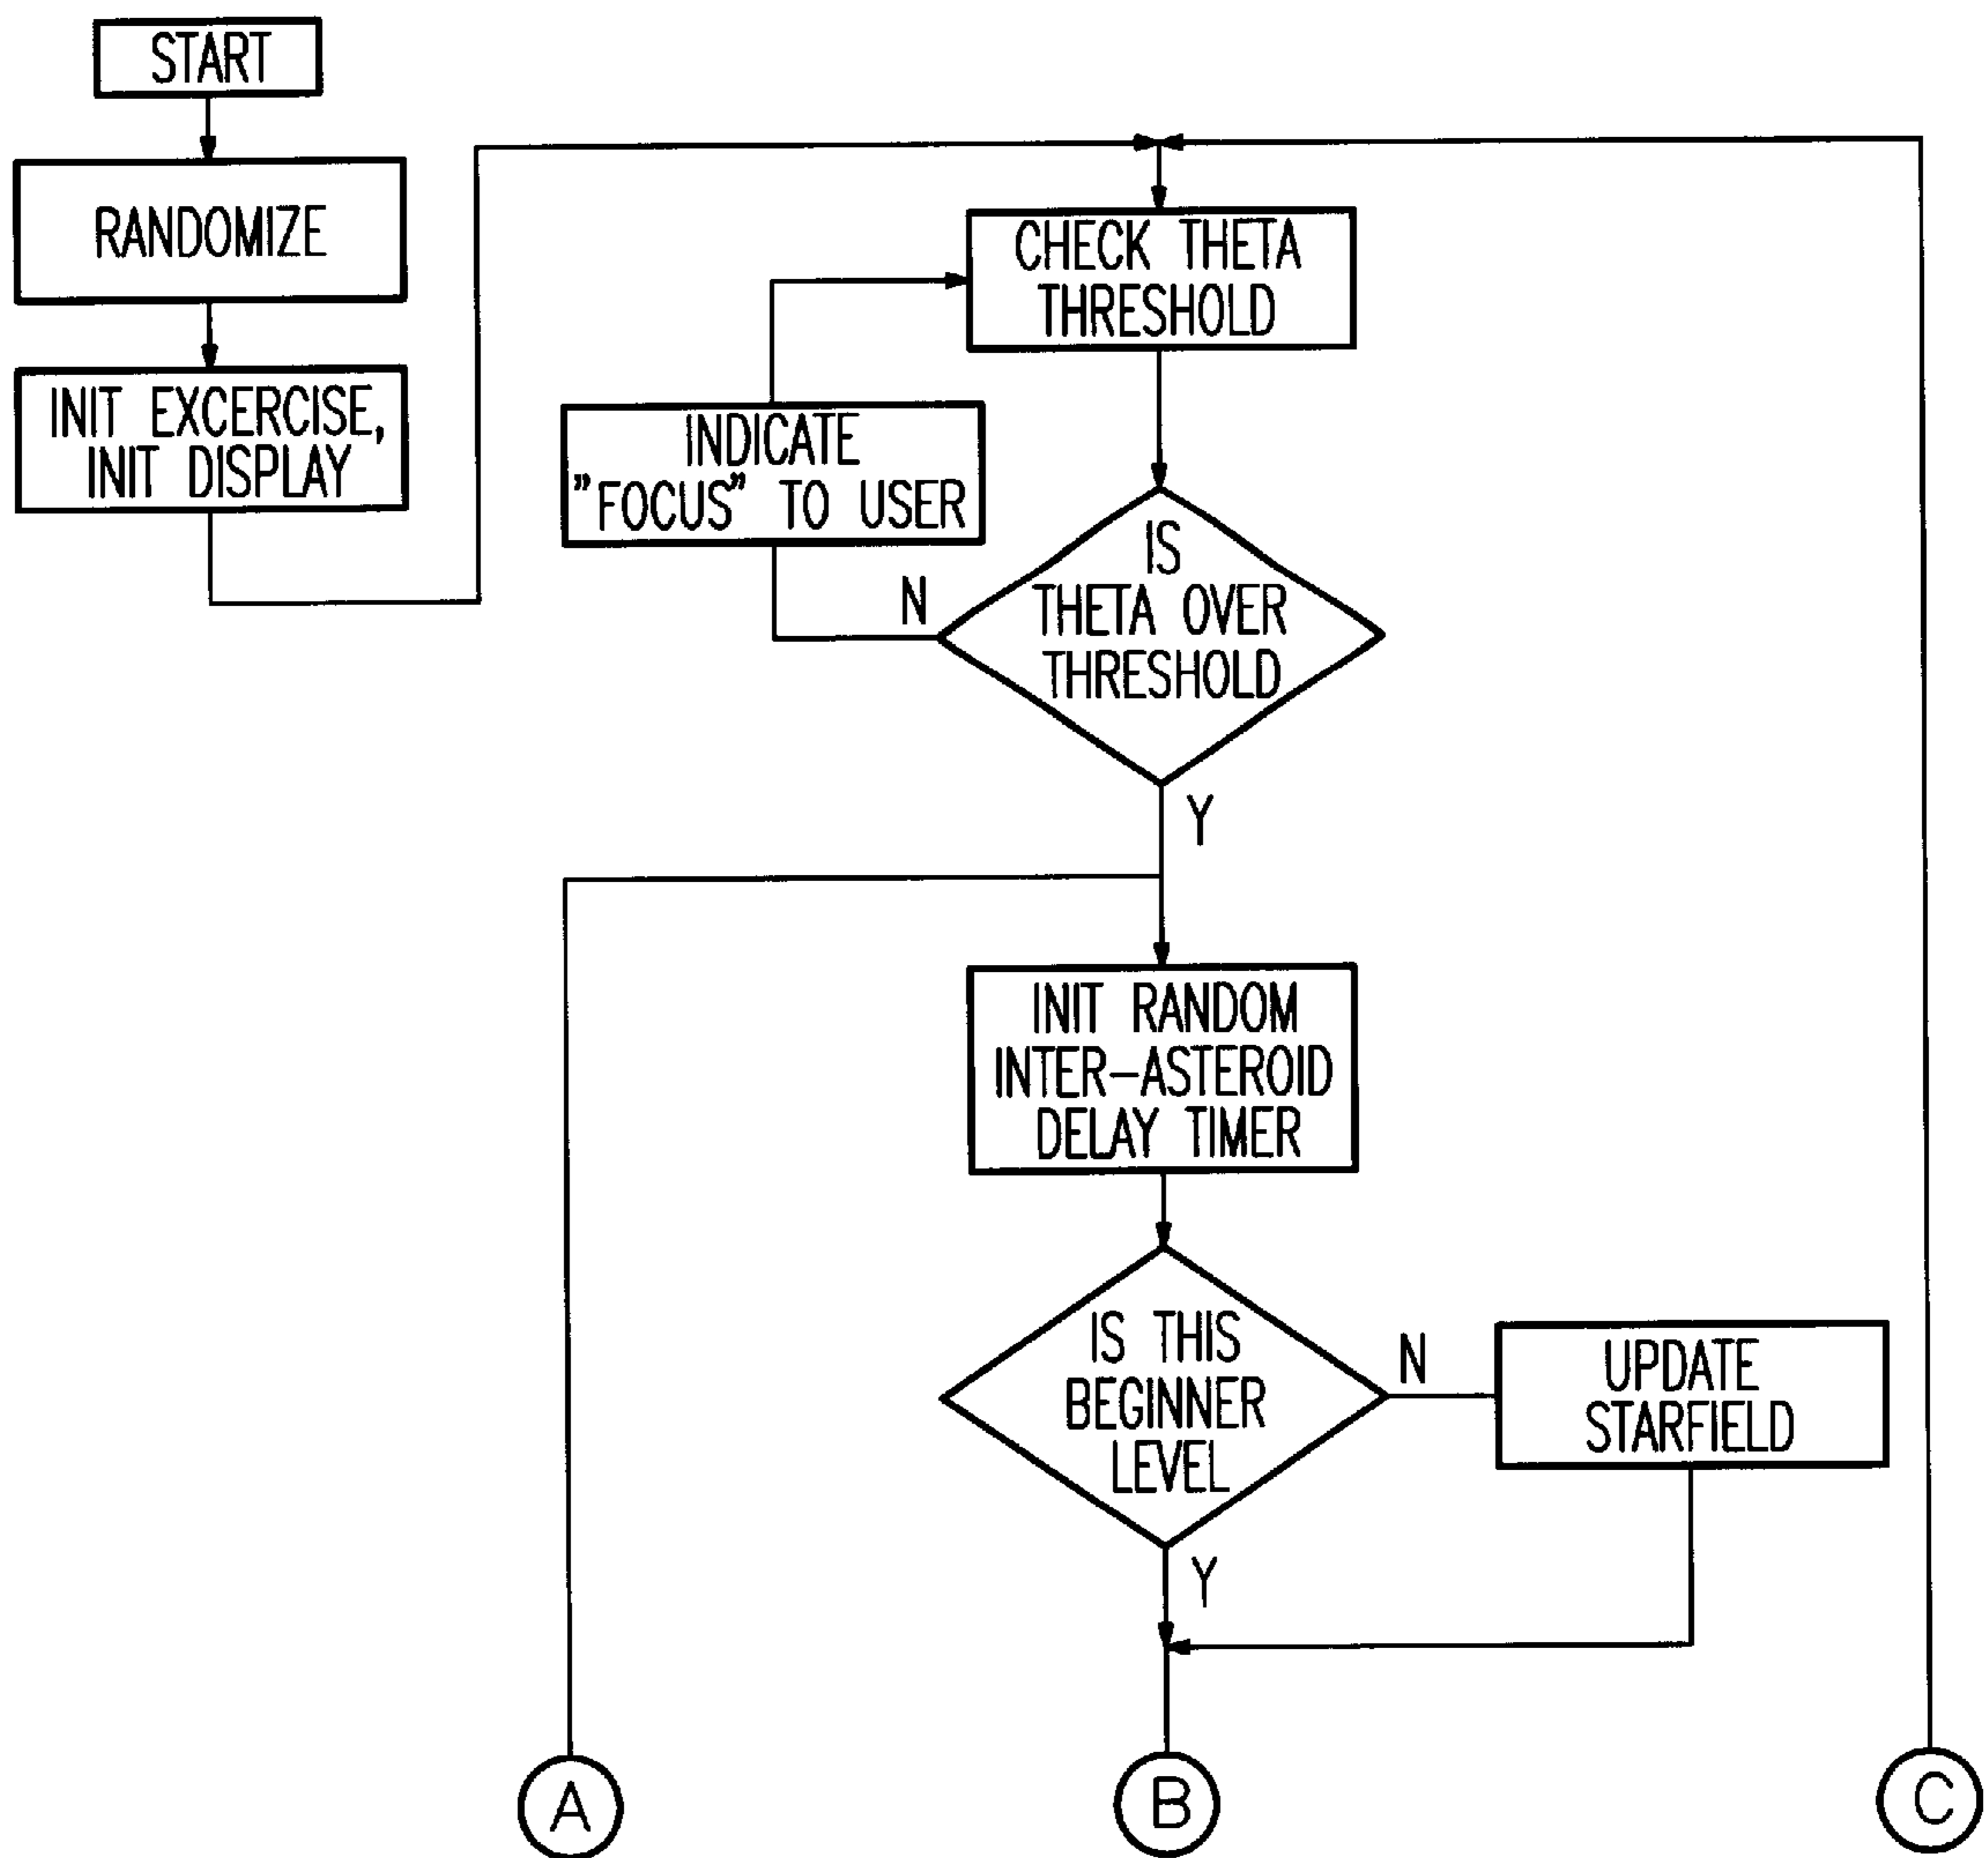 START
RANDOMIZE
INIT EXCERCISE,
INIT DISPLAY
CHECK THETA
THRESHOLD
INDICATE
"FOCUS" TO USER
IS
THETA OVER
THRESHOLD
N
Y
INIT RANDOM
INTER-ASTEROID
DELAY TIMER
IS THIS
BEGINNER
LEVEL
N
UPDATE
STARFIELD
Y
A
B
C